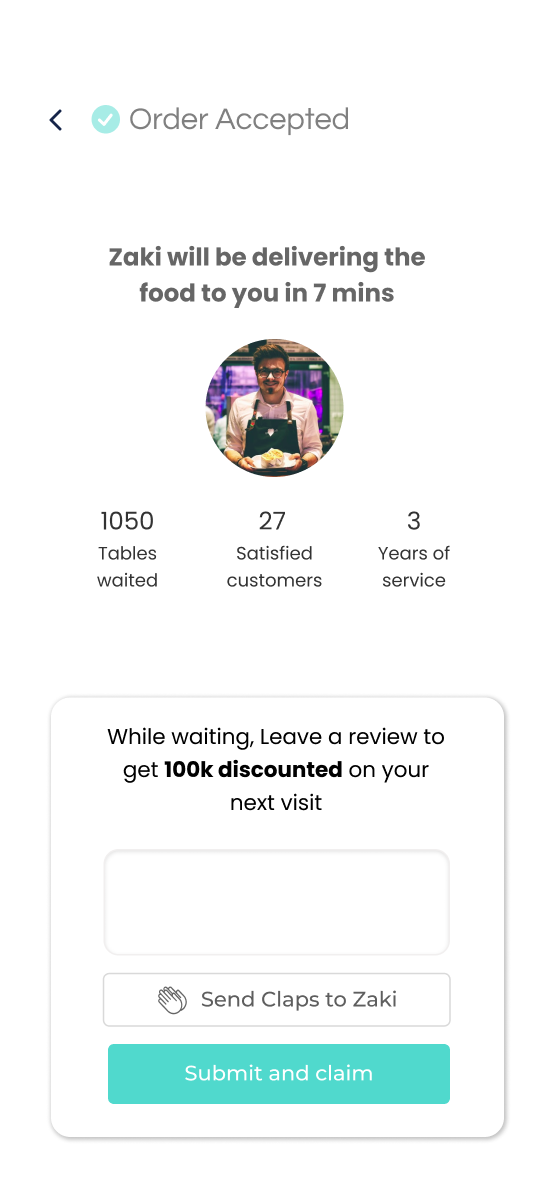 Order Accepted
Zaki will be delivering the
food to you in 7 mins
1050
Tables
waited
27
Satisfied
customers
3
Years of
service
While waiting, Leave a review to
get 100k discounted on your
next visit
Send Claps to Zaki
Submit and claim